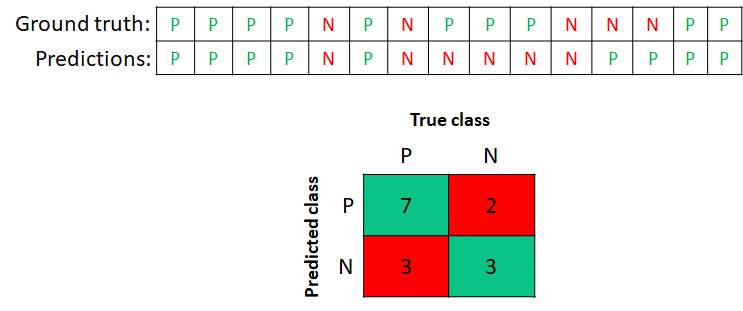 Ground truth: P P P P N P N P P P N N N P P
Predictions: P P P P N P N N N N N P P P P
True class
P N
Predicted class
P 7 2
N 3 3